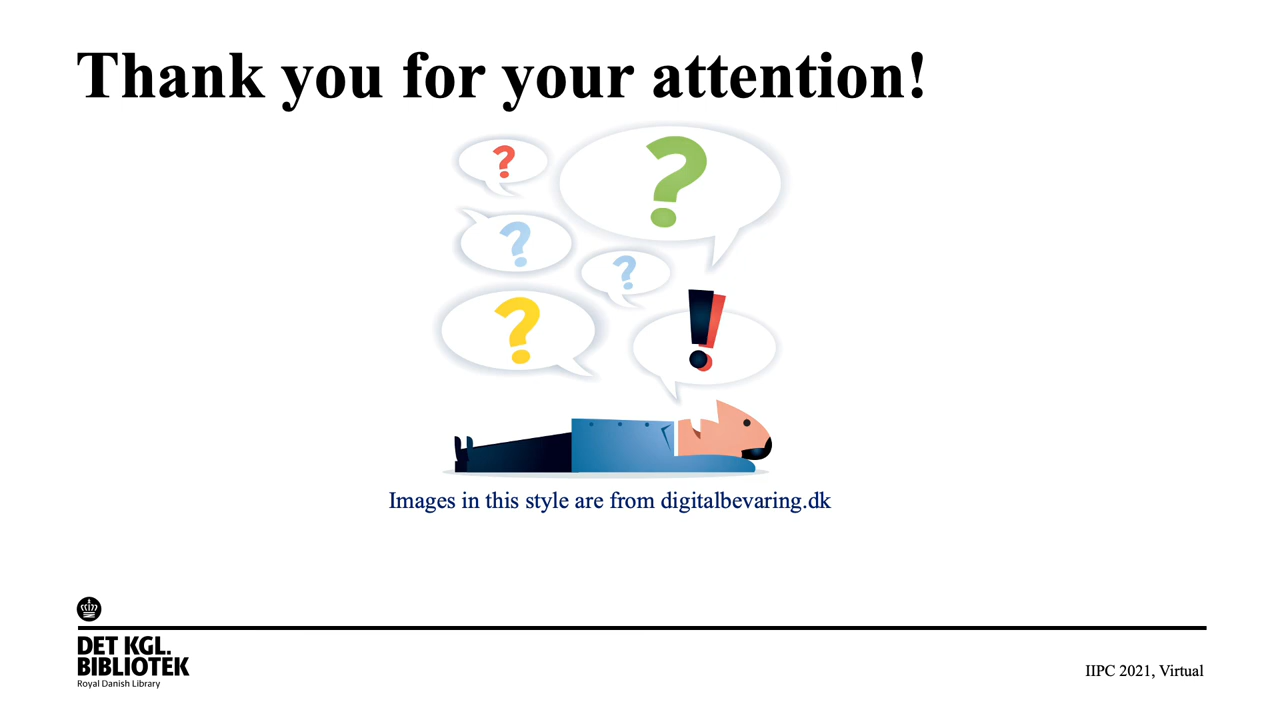 Thank you for your attention!
?
?
?
?
?
!
Images in this style are from digitalbevaring.dk
DET KGL.
BIBLIOTEK
Royal Danish Library
IIPC 2021, Virtual